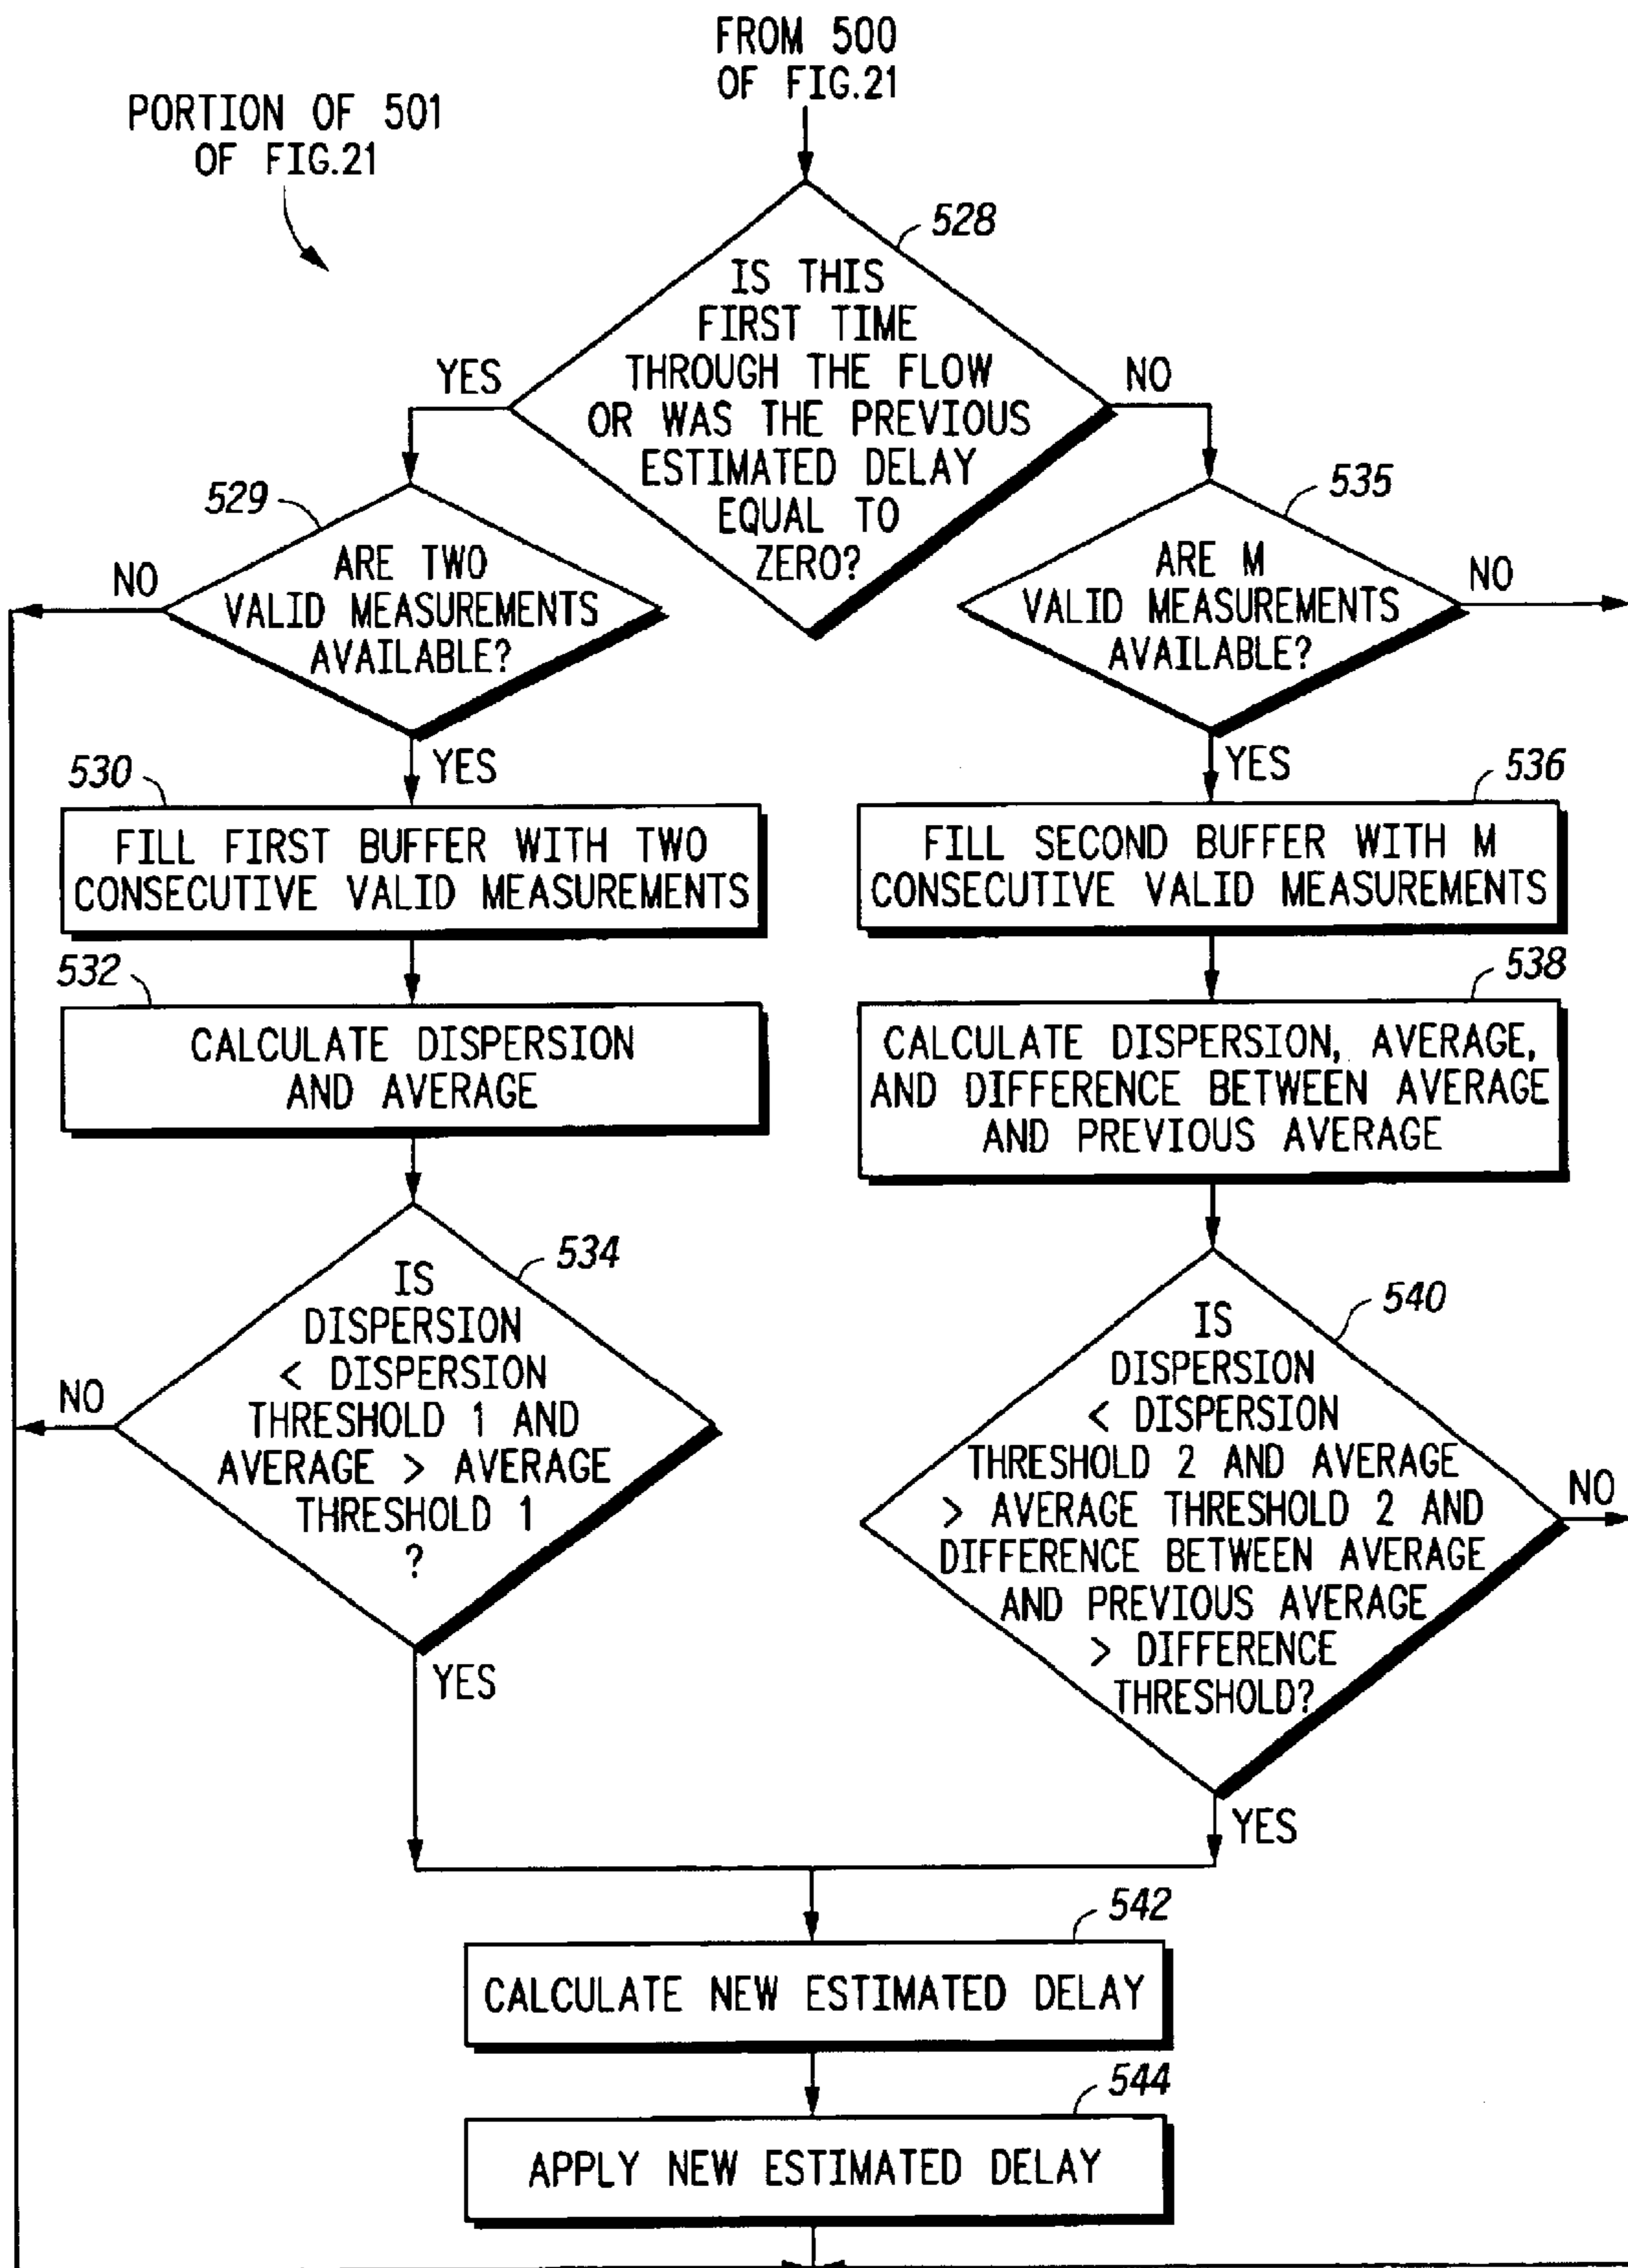 FROM 500
OF FIG.21
PORTION OF 501
OF FIG.21
528
IS THIS
FIRST TIME
THROUGH THE FLOW
OR WAS THE PREVIOUS
ESTIMATED DELAY
EQUAL TO
ZERO?
YES
NO
529
ARE TWO
VALID MEASUREMENTS
AVAILABLE?
NO
YES
535
ARE M
VALID MEASUREMENTS
AVAILABLE?
NO
YES
530
FILL FIRST BUFFER WITH TWO
CONSECUTIVE VALID MEASUREMENTS
536
FILL SECOND BUFFER WITH M
CONSECUTIVE VALID MEASUREMENTS
532
CALCULATE DISPERSION
AND AVERAGE
538
CALCULATE DISPERSION, AVERAGE,
AND DIFFERENCE BETWEEN AVERAGE
AND PREVIOUS AVERAGE
534
IS
DISPERSION
< DISPERSION
THRESHOLD 1 AND
AVERAGE > AVERAGE
THRESHOLD 1
?
NO
YES
540
IS
DISPERSION
< DISPERSION
THRESHOLD 2 AND AVERAGE
> AVERAGE THRESHOLD 2 AND
DIFFERENCE BETWEEN AVERAGE
AND PREVIOUS AVERAGE
> DIFFERENCE
THRESHOLD?
NO
YES
542
CALCULATE NEW ESTIMATED DELAY
544
APPLY NEW ESTIMATED DELAY